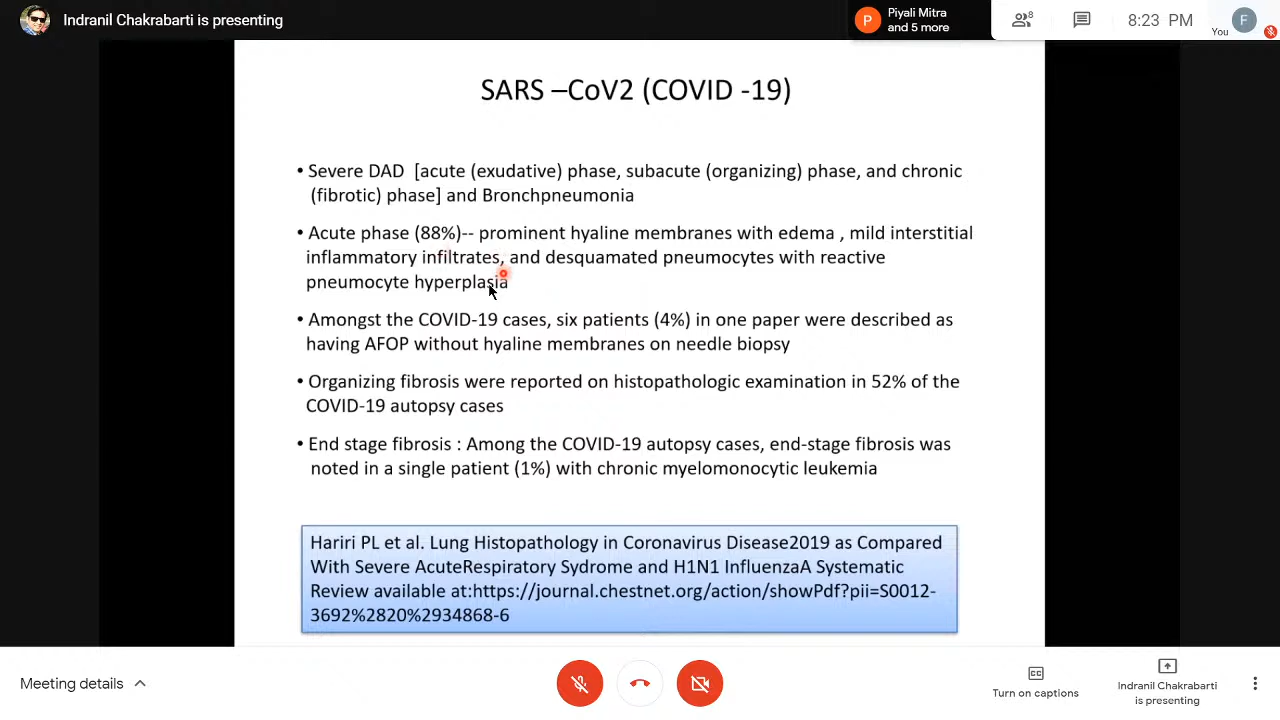 Indranil Chakrabarti is presenting
P
Piyali Mitra
and 5 more
8
8:23 PM
You
F
SARS –CoV2 (COVID -19)
• Severe DAD [acute (exudative) phase, subacute (organizing) phase, and chronic
(fibrotic) phase] and Bronchpneumonia
• Acute phase (88%)-- prominent hyaline membranes with edema , mild interstitial
inflammatory infiltrates, and desquamated pneumocytes with reactive
pneumocyte hyperplasia
• Amongst the COVID-19 cases, six patients (4%) in one paper were described as
having AFOP without hyaline membranes on needle biopsy
• Organizing fibrosis were reported on histopathologic examination in 52% of the
COVID-19 autopsy cases
• End stage fibrosis : Among the COVID-19 autopsy cases, end-stage fibrosis was
noted in a single patient (1%) with chronic myelomonocytic leukemia
Hariri PL et al. Lung Histopathology in Coronavirus Disease2019 as Compared
With Severe AcuteRespiratory Sydrome and H1N1 InfluenzaA Systematic
Review available at:https://journal.chestnet.org/action/showPdf?pii=S0012-
3692%2820%2934868-6
Meeting details
CC
Turn on captions
Indranil Chakrabarti
is presenting